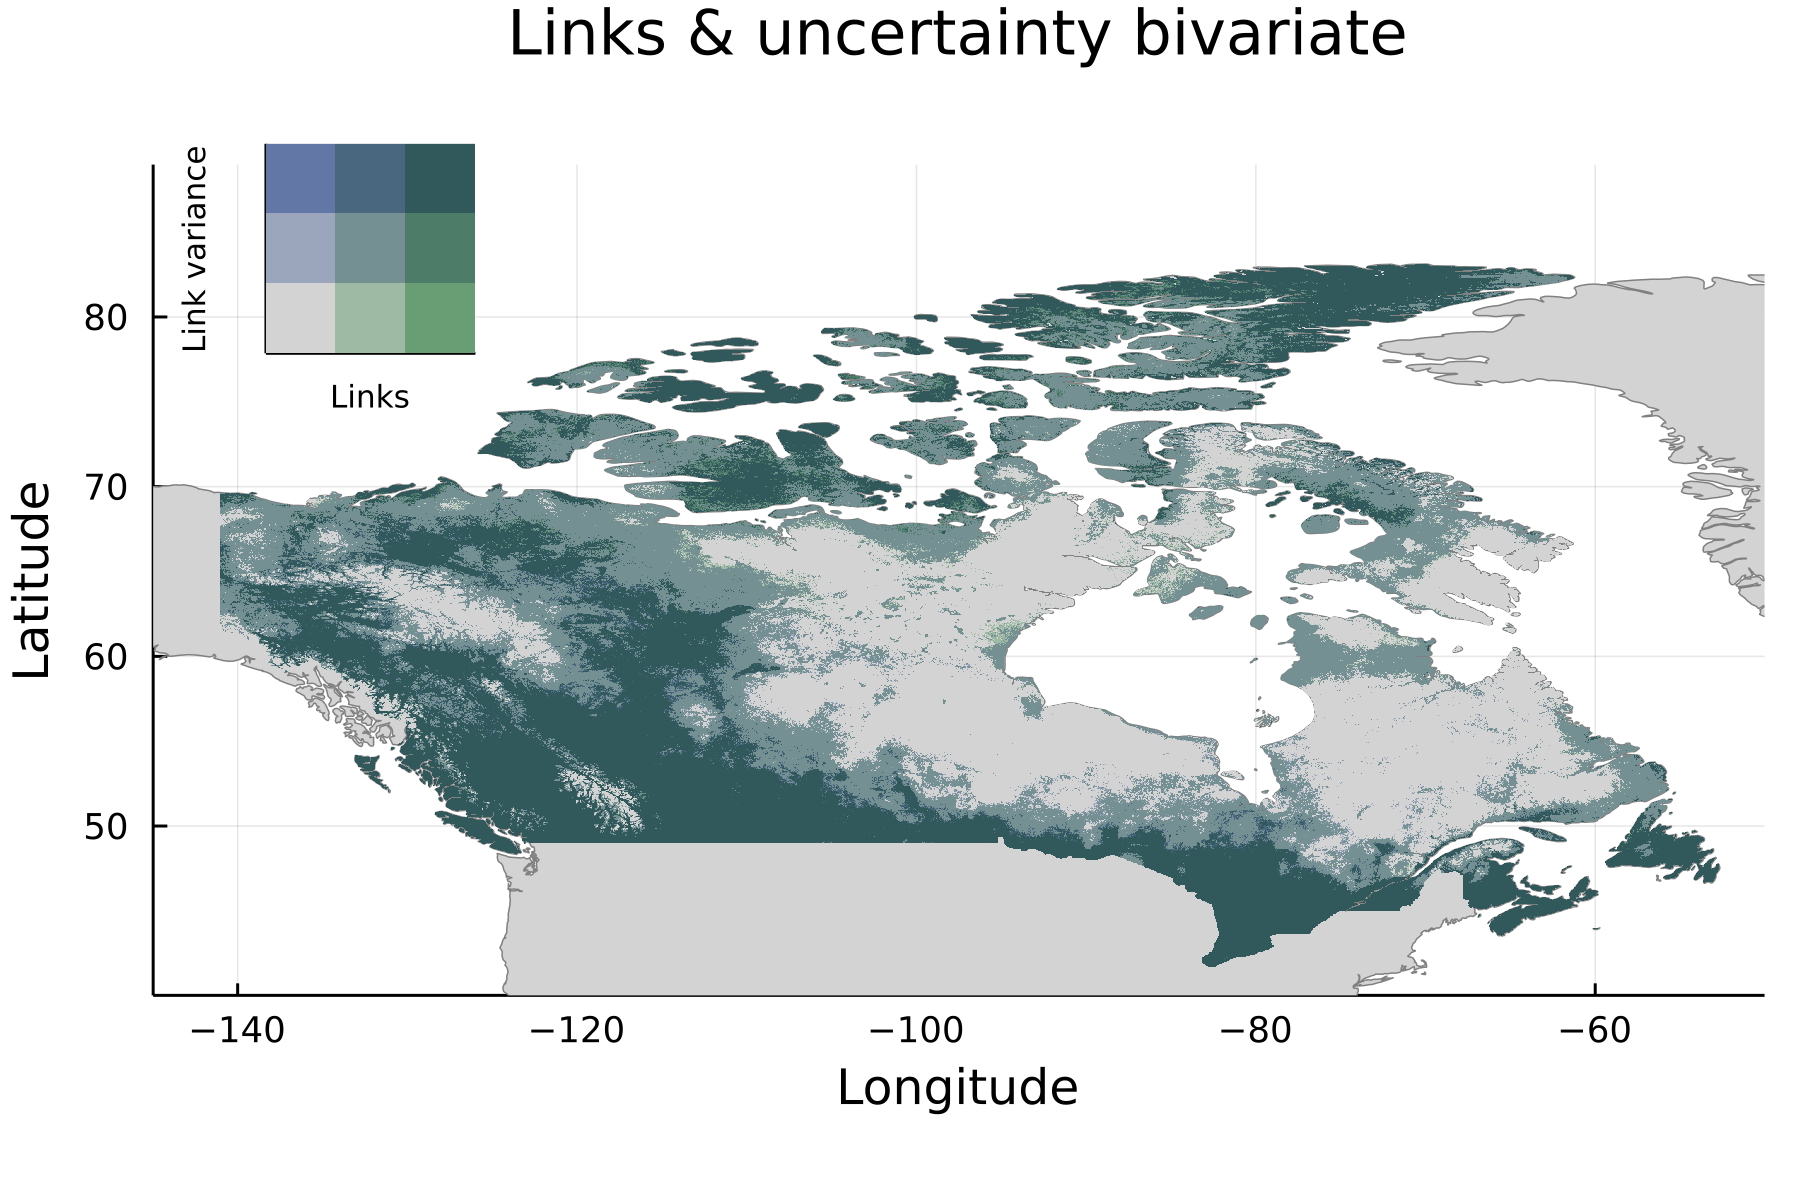 Links & uncertainty bivariate
Link variance
Links
Latitude
80
70
60
50
−140
−120
−100
−80
−60
Longitude